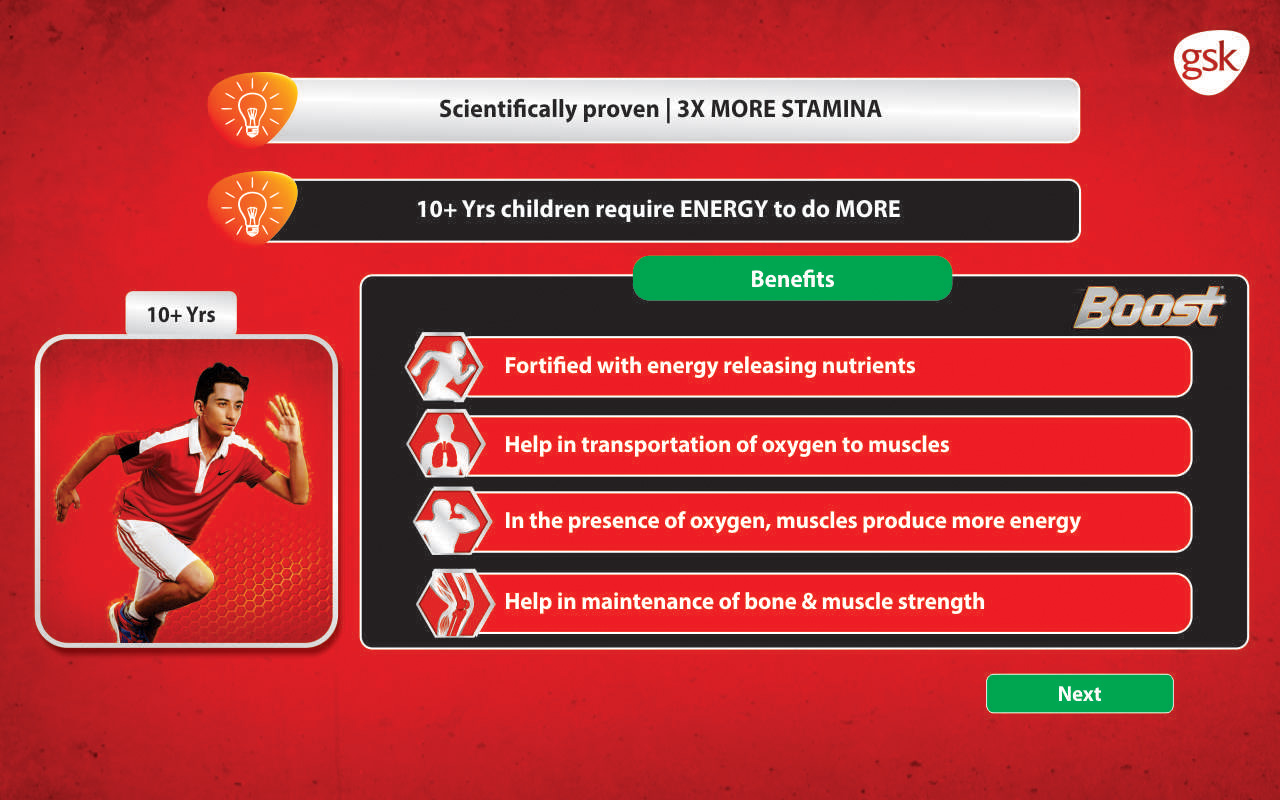 gsk
Scientifically proven | 3X MORE STAMINA
10+ Yrs children require ENERGY to do MORE
Benefits
Boost
10+ Yrs
Fortified with energy releasing nutrients
Help in transportation of oxygen to muscles
In the presence of oxygen, muscles produce more energy
Help in maintenance of bone & muscle strength
Next